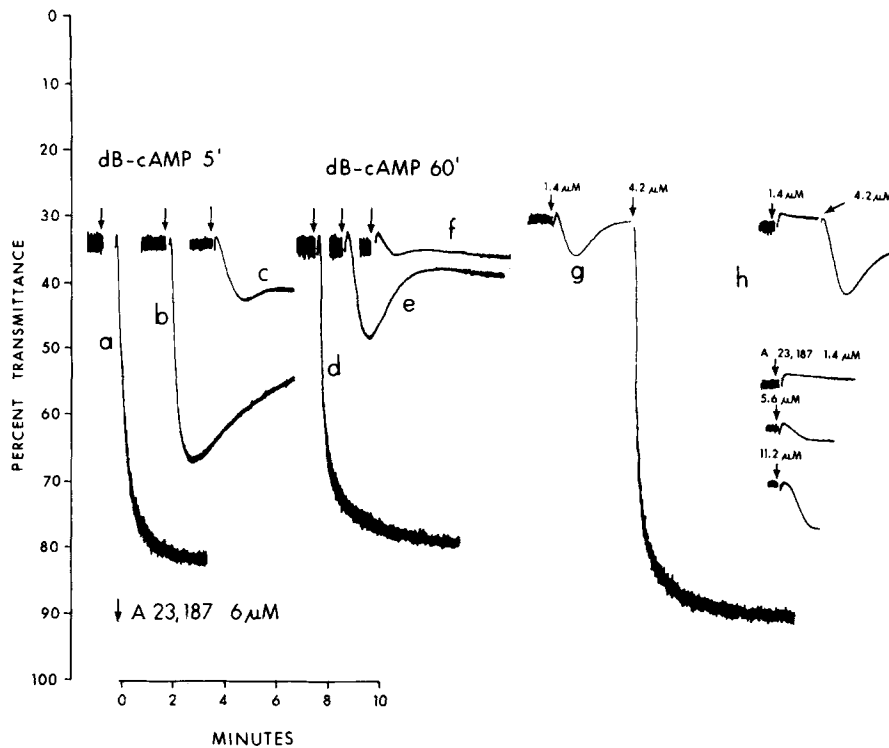 0
10
20
30
40
50
60
70
80
90
100
PERCENT TRANSMITTANCE
dB-cAMP 5'
a
b
c
dB-cAMP 60'
d
e
f
1.4 μM
4.2 μM
g
1.4 μM
4.2 μM
h
A 23,187 1.4 μM
5.6 μM
11.2 μM
A 23,187 6 μM
0 2 4 6 8 10
MINUTES